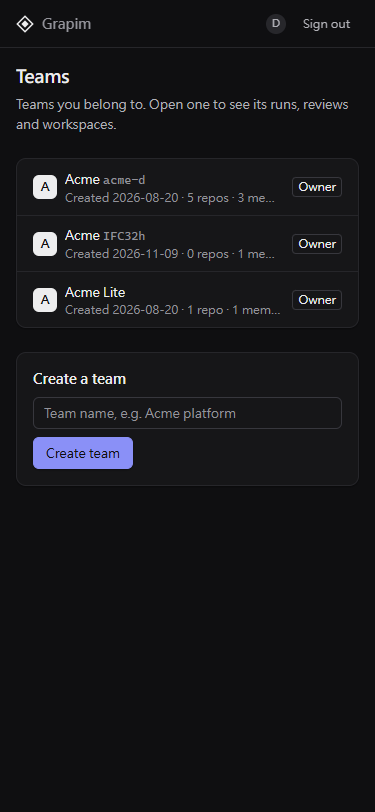 Grapim
D
Sign out
Teams
Teams you belong to. Open one to see its runs, reviews
and workspaces.
A
Acme acme-d
Created 2026-08-20 · 5 repos · 3 me...
Owner
A
Acme IFC32h
Created 2026-11-09 · 0 repos · 1 me...
Owner
A
Acme Lite
Created 2026-08-20 · 1 repo · 1 mem...
Owner
Create a team
Team name, e.g. Acme platform
Create team